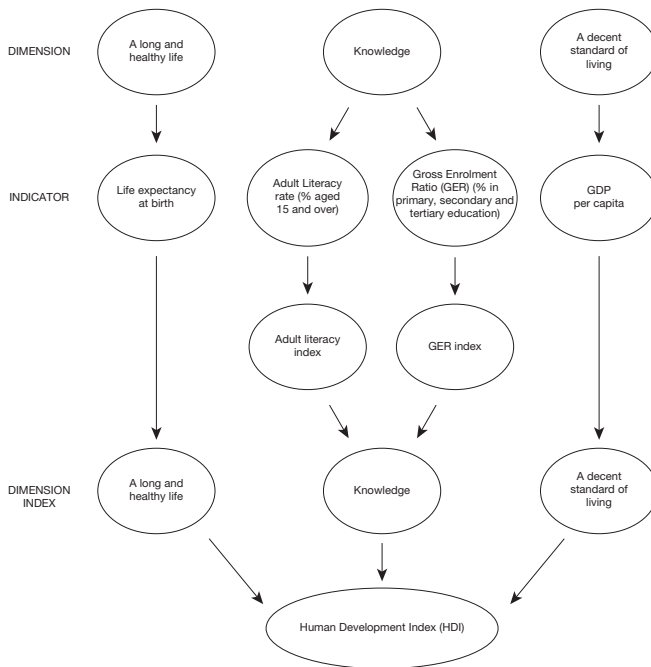 DIMENSION
A long and
healthy life
Knowledge
A decent
standard of
living
INDICATOR
Life expectancy
at birth
Adult Literacy
rate (% aged
15 and over)
Gross Enrolment
Ratio (GER) (% in
primary, secondary and
tertiary education)
GDP
per capita
Adult literacy
index
GER index
DIMENSION
INDEX
A long and
healthy life
Knowledge
A decent
standard of
living
Human Development Index (HDI)